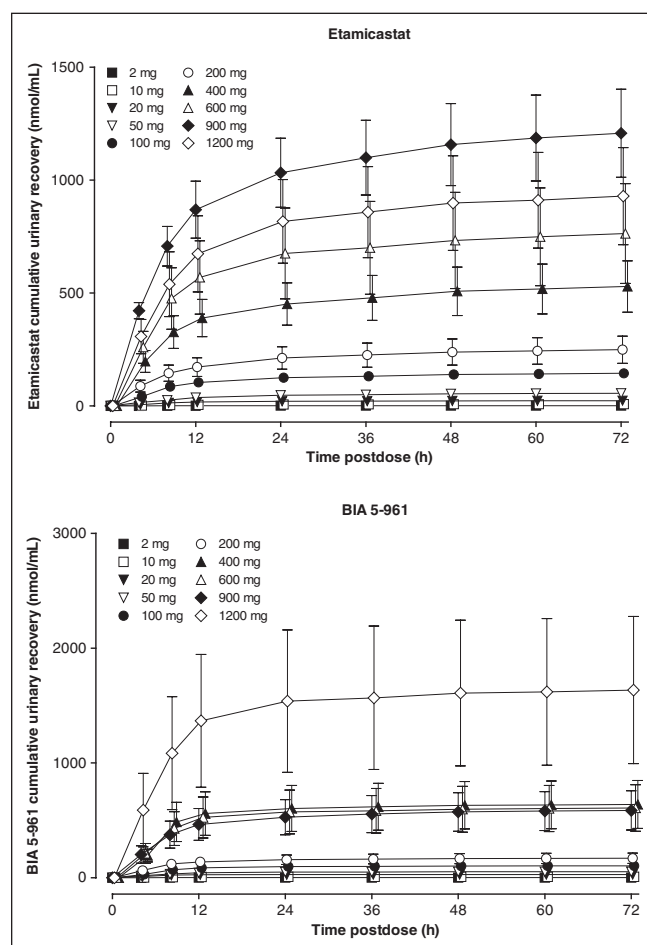 Etamicastat
Etamicastat cumulative urinary recovery (nmol/mL)
1500
1000
500
0
2 mg
10 mg
20 mg
50 mg
100 mg
200 mg
400 mg
600 mg
900 mg
1200 mg
0 12 24 36 48 60 72
Time postdose (h)
BIA 5-961
BIA 5-961 cumulative urinary recovery (nmol/mL)
3000
2000
1000
0
2 mg
10 mg
20 mg
50 mg
100 mg
200 mg
400 mg
600 mg
900 mg
1200 mg
0 12 24 36 48 60 72
Time postdose (h)